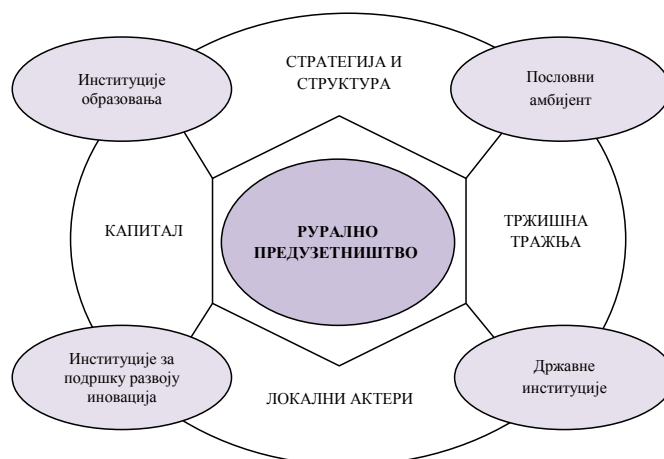 Институције
образовања
СТРАТЕГИЈА И
СТРУКТУРА
Пословни
амбијент
КАПИТАЛ
РУРАЛНО
ПРЕДУЗЕТНИШТВО
ТРЖИШНА
ТРАЖЊА
Институције за
подршку развоју
иновација
ЛОКАЛНИ АКТЕРИ
Државне
институције